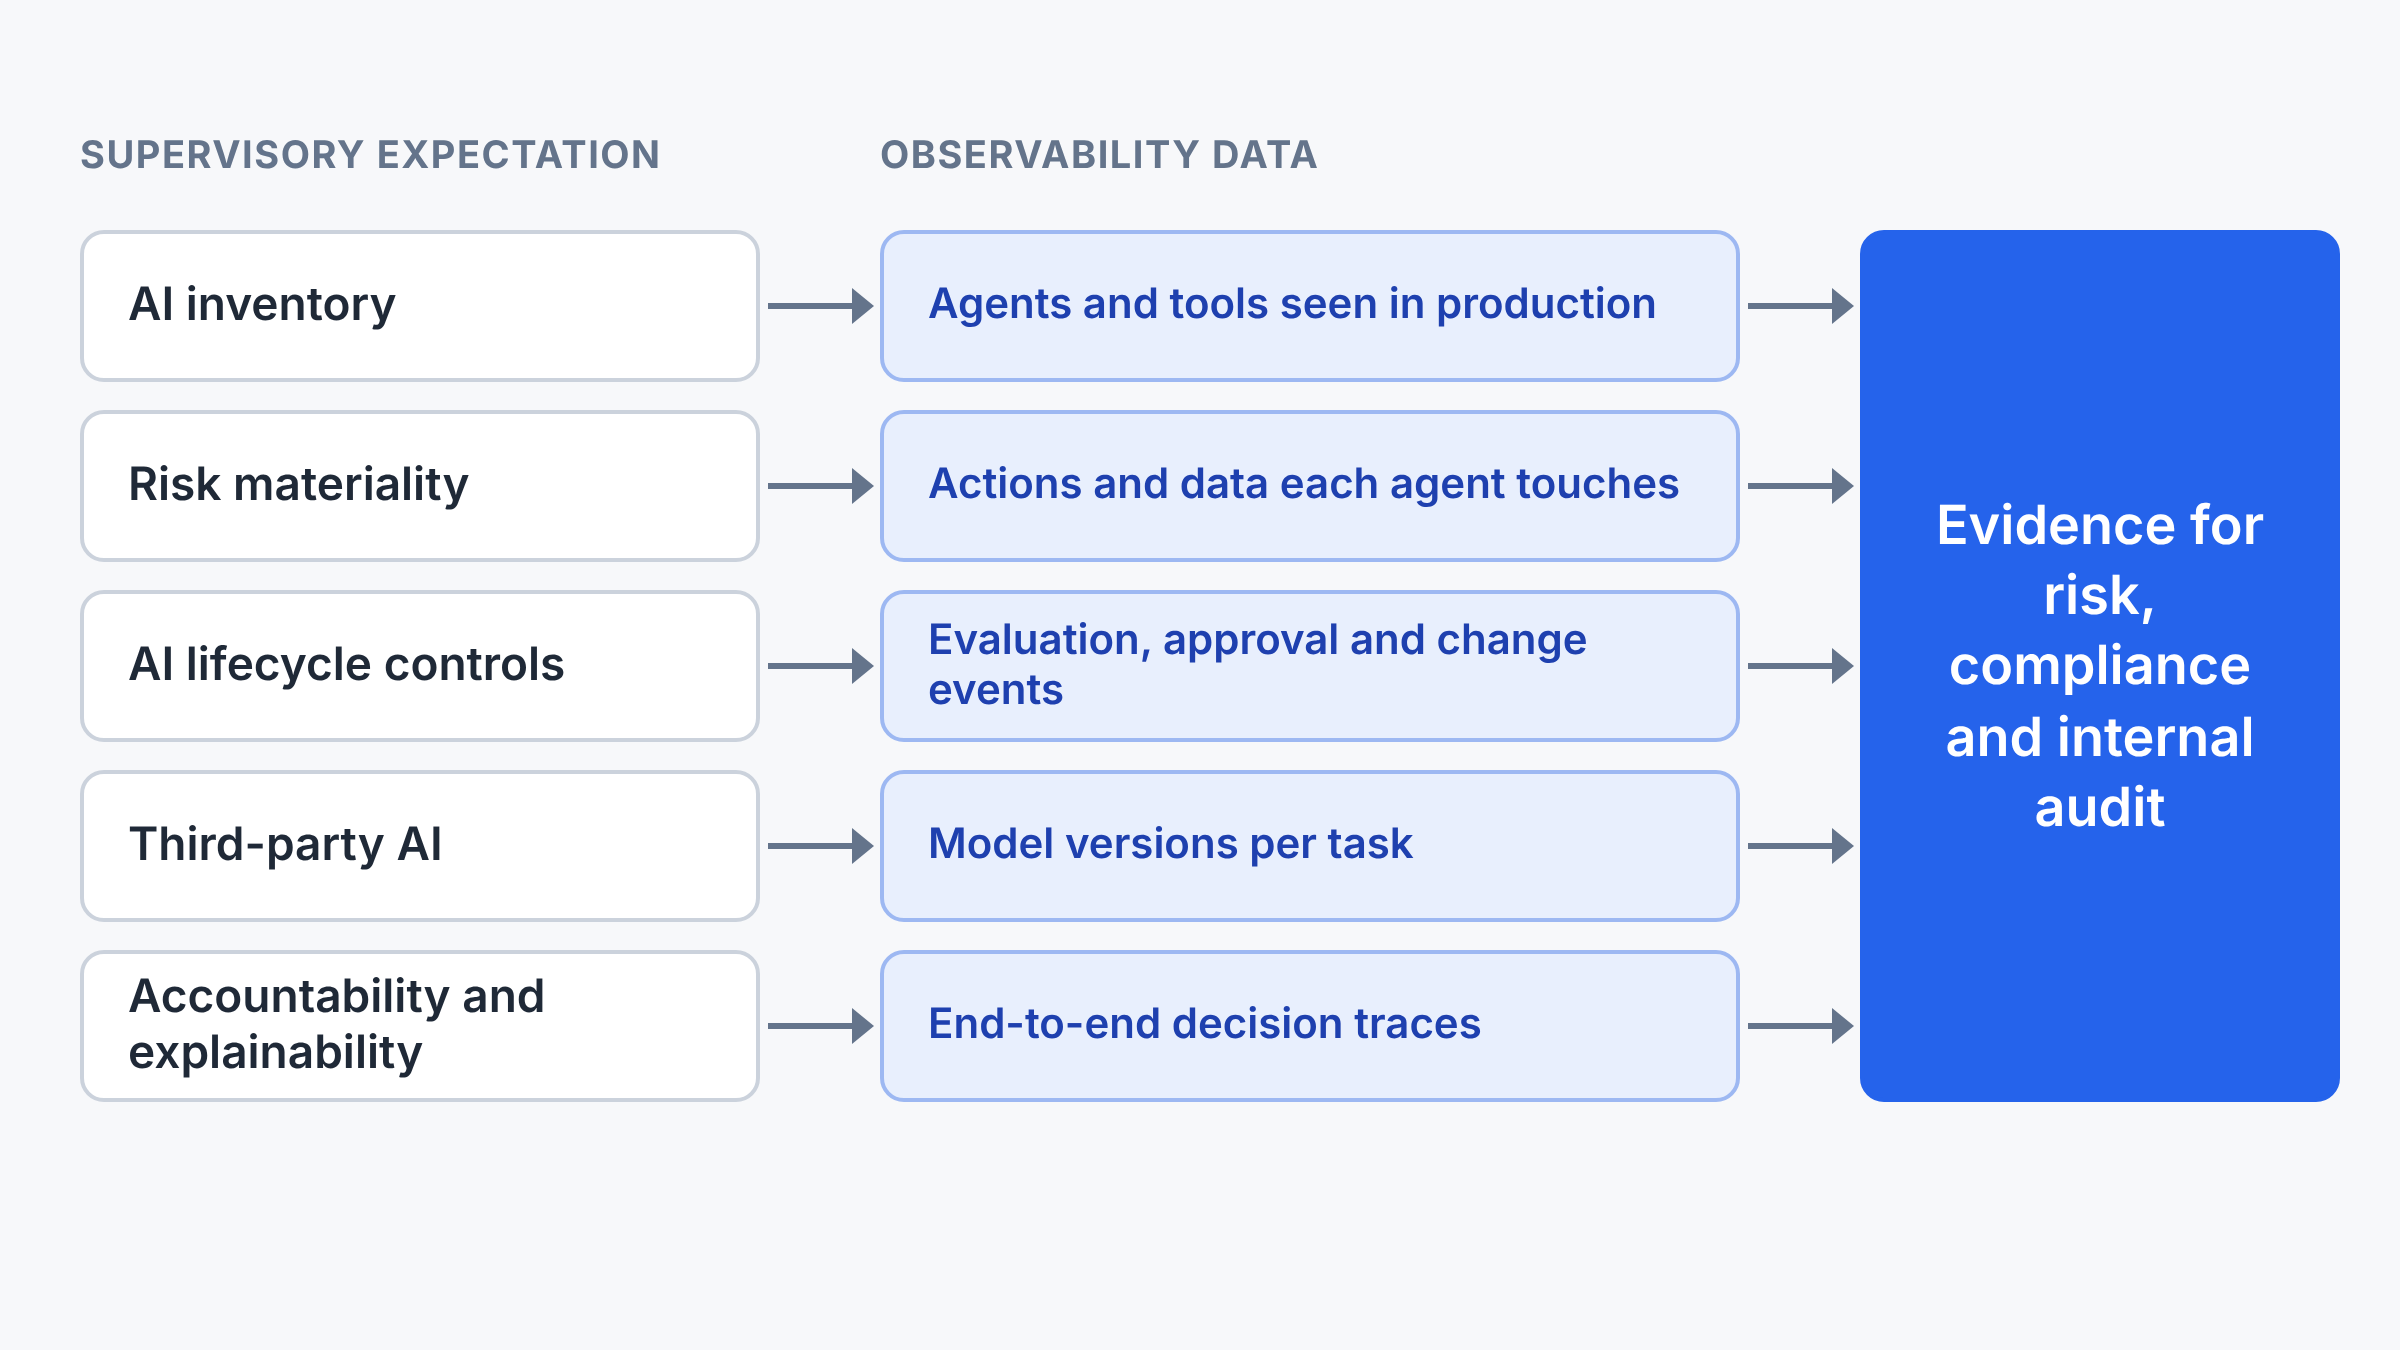 SUPERVISORY EXPECTATION
OBSERVABILITY DATA
AI inventory
Agents and tools seen in production
Risk materiality
Actions and data each agent touches
AI lifecycle controls
Evaluation, approval and change
events
Third-party AI
Model versions per task
Accountability and
explainability
End-to-end decision traces
Evidence for
risk,
compliance
and internal
audit